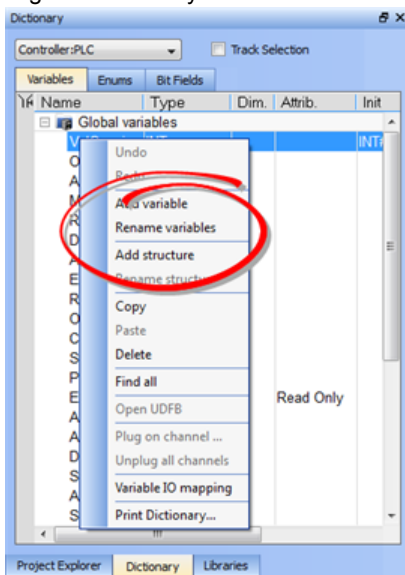 Dictionary
Controller:PLC
Track Selection
Variables Enums Bit Fields
Name Type Dim. Attrib. Init
Global variables
INT#
Undo
O
Redo
A
Add variable
M
Rename variables
R
D
Add structure
A
Rename structure
E
R
Copy
O
Paste
C
Delete
S
P
Find all
E
Read Only
Open UDFB
A
Plug on channel ...
A
D
Unplug all channels
S
Variable IO mapping
A
Print Dictionary...
S
Project Explorer Dictionary Libraries